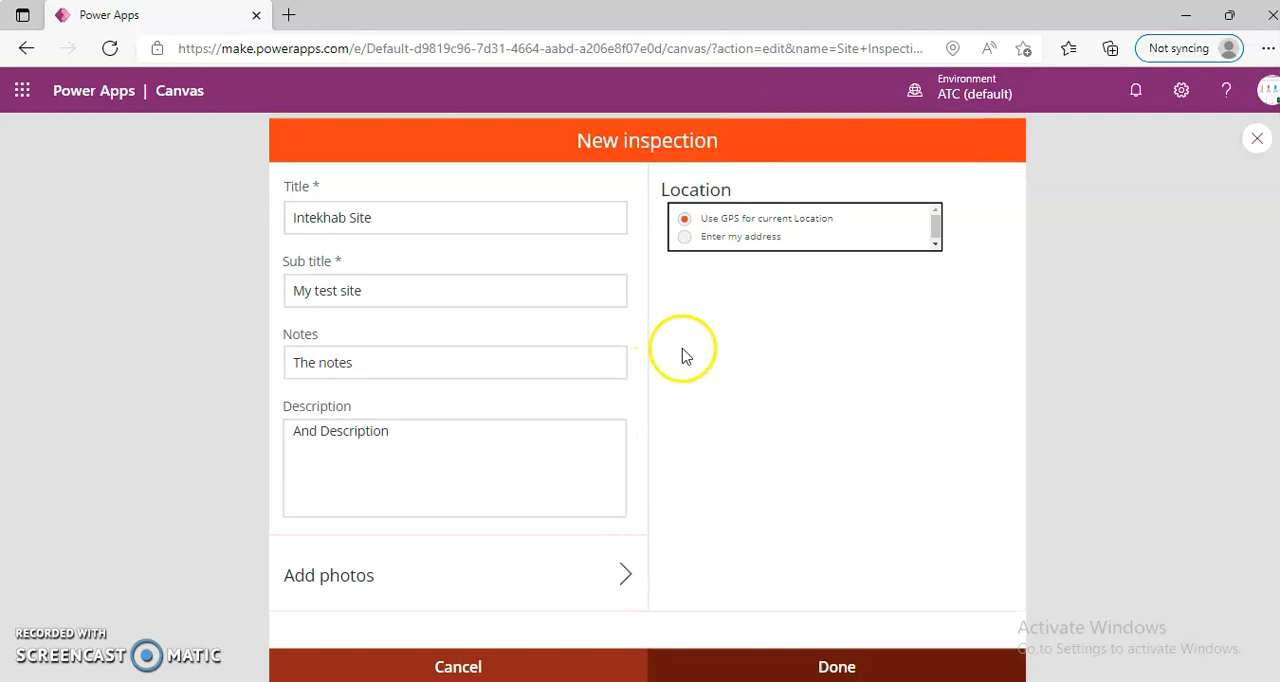 Power Apps
https://make.powerapps.com/e/Default-d9819c96-7d31-4664-aabd-a206e8f07e0d/canvas/?action=edit&name=Site+Inspecti...
Not syncing
Power Apps | Canvas
Environment
ATC (default)
New inspection
Title *
Intekhab Site
Sub title *
My test site
Notes
The notes
Description
And Description
Add photos
Location
Use GPS for current Location
Enter my address
Cancel
Done
RECORDED WITH
SCREENCAST MATIC
Activate Windows
Go to Settings to activate Windows.